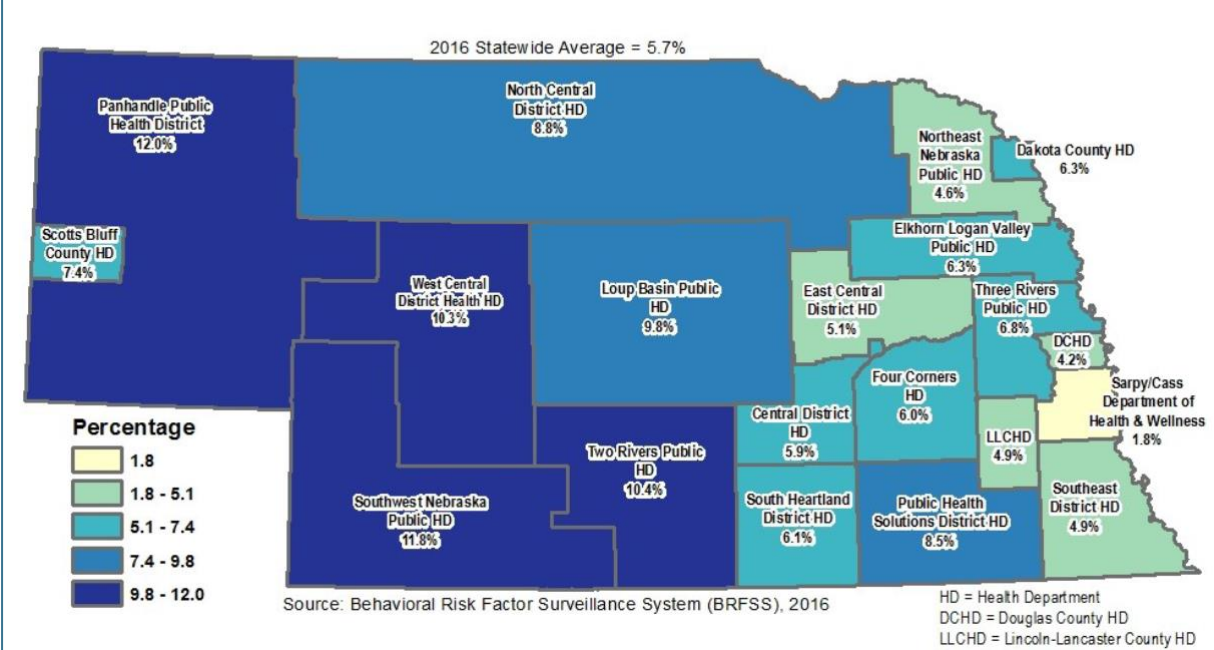 2016 Statewide Average = 5.7%
Panhandle Public
Health District
12.0%
North Central
District HD
8.8%
Northeast
Nebraska
Public HD
4.6%
Dakota County HD
6.3%
Scotts Bluff
County HD
7.4%
Elkhorn Logan Valley
Public HD
6.3%
West Central
District Health HD
10.3%
Loup Basin Public
HD
9.8%
East Central
District HD
5.1%
Three Rivers
Public HD
6.8%
DCHD
4.2%
Four Corners
HD
6.0%
Sarpy/Cass
Department of
Health & Wellness
1.8%
Central District
HD
5.9%
LLCHD
4.9%
Two Rivers Public
HD
10.4%
Southwest Nebraska
Public HD
11.8%
South Heartland
District HD
6.1%
Public Health
Solutions District HD
8.5%
Southeast
District HD
4.9%
Percentage
1.8
1.8 - 5.1
5.1 - 7.4
7.4 - 9.8
9.8 - 12.0
Source: Behavioral Risk Factor Surveillance System (BRFSS), 2016
HD = Health Department
DCHD = Douglas County HD
LLCHD = Lincoln-Lancaster County HD